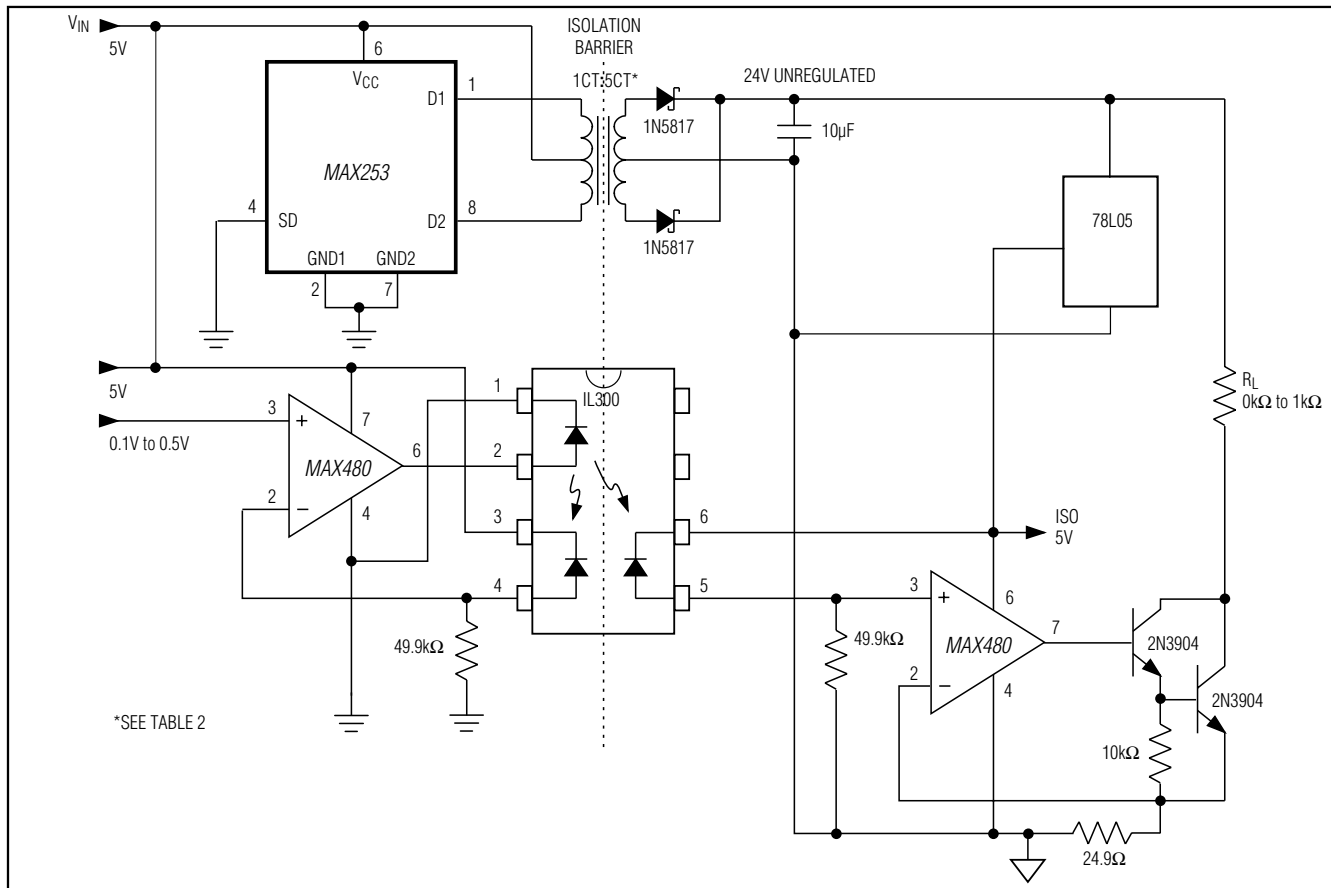 VIN
5V
6
VCC
D1
1
MAX253
4
SD
D2
8
GND1
GND2
2
7
ISOLATION
BARRIER
1CT:5CT*
1N5817
1N5817
24V UNREGULATED
10µF
78L05
RL
0kΩ to 1kΩ
5V
0.1V to 0.5V
3
+
7
MAX480
6
2
−
4
49.9kΩ
1
2
3
4
IL300
6
5
ISO
5V
3
+
6
MAX480
7
2
−
4
49.9kΩ
2N3904
2N3904
10kΩ
24.9Ω
*SEE TABLE 2